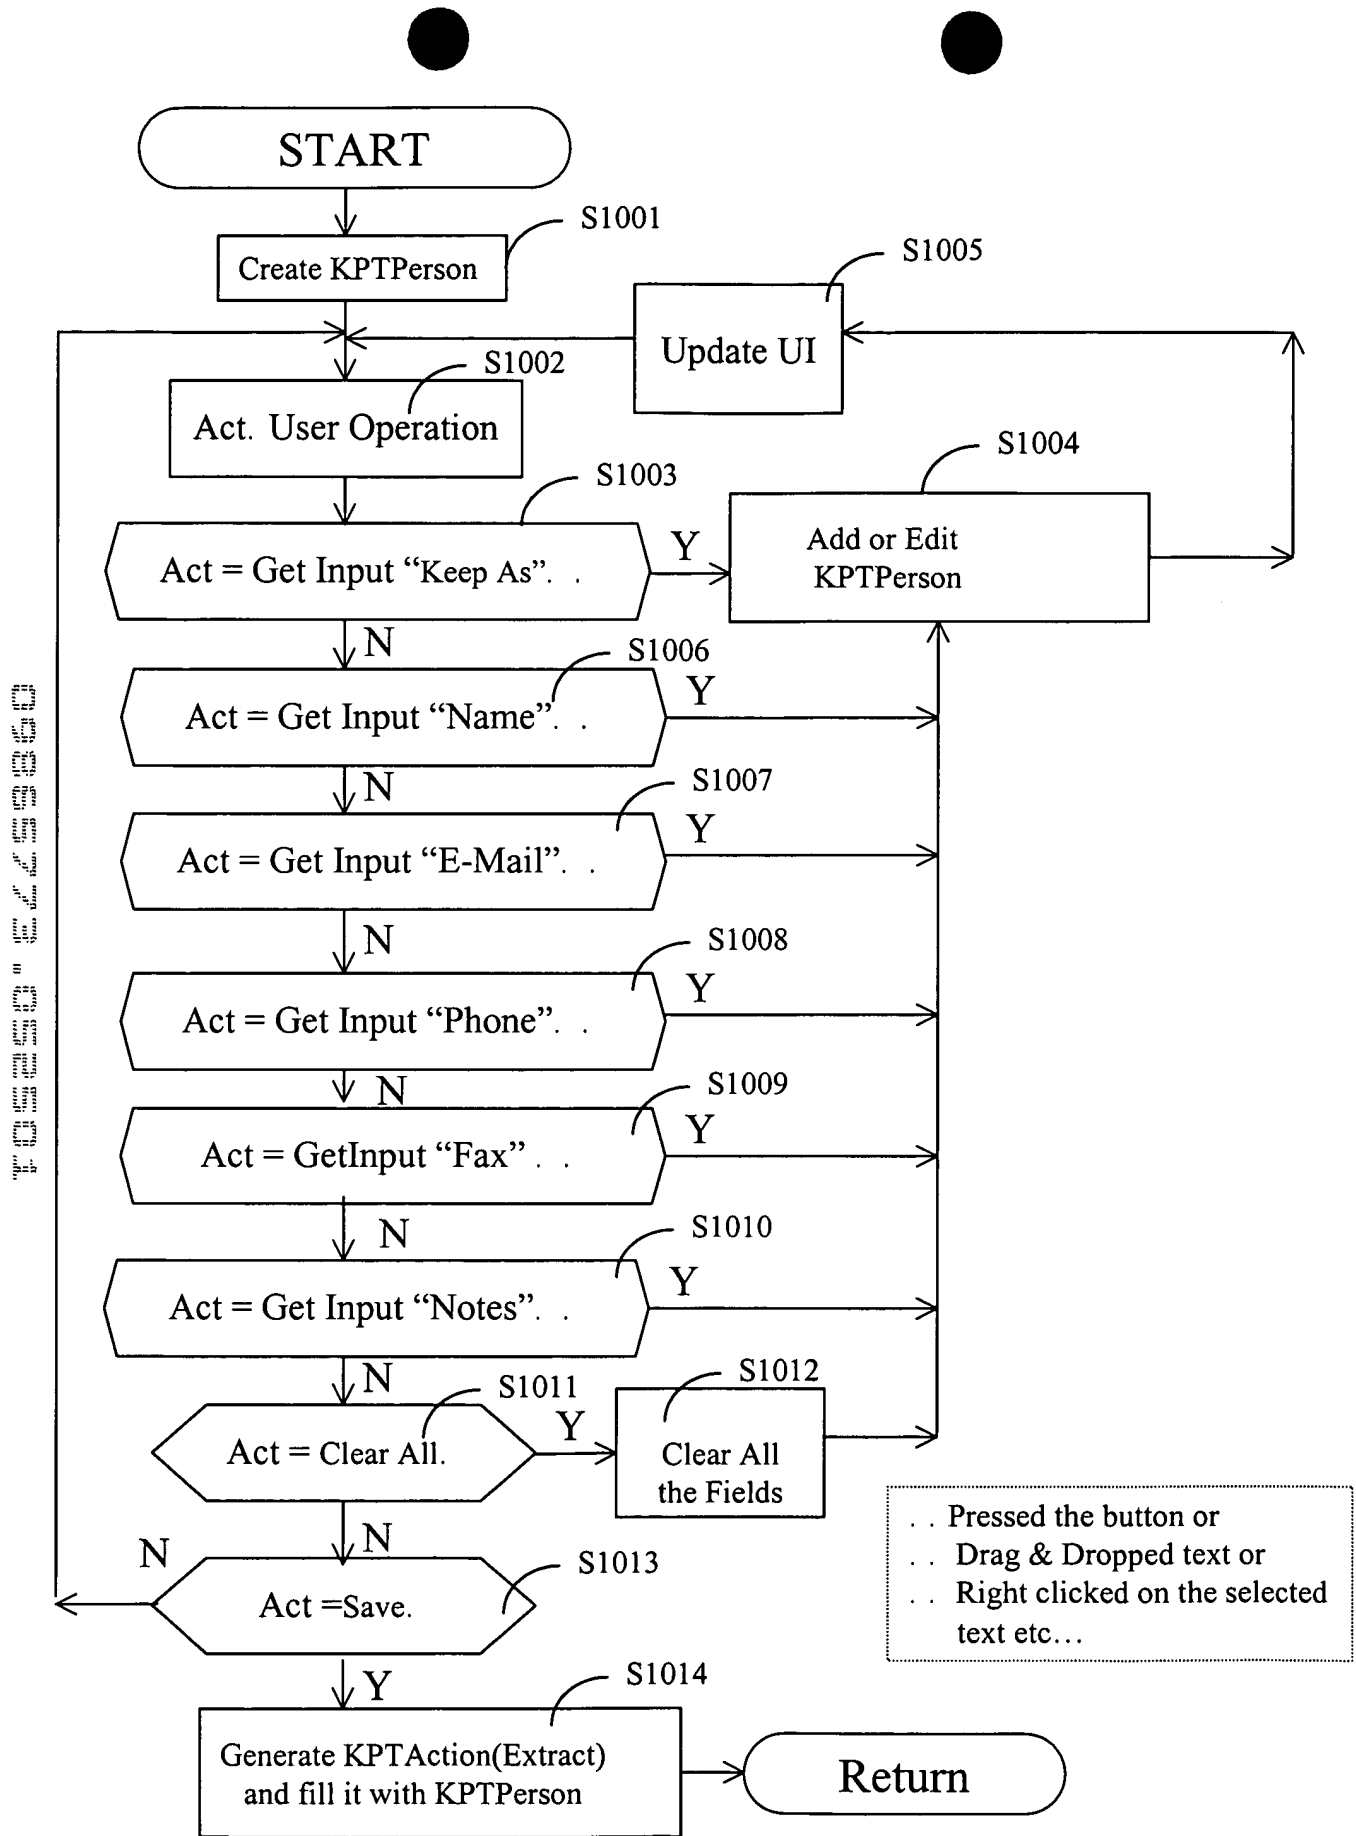 START
S1001
Create KPTPerson
S1005
Update UI
S1002
Act. User Operation
S1004
S1003
Add or Edit
KPTPerson
Act = Get Input “Keep As”. .
Y
N
S1006
Act = Get Input “Name”. .
Y
N
S1007
Act = Get Input “E-Mail”. .
Y
N
S1008
Act = Get Input “Phone”. .
Y
N
S1009
Act = GetInput “Fax” . .
Y
N
S1010
Act = Get Input “Notes”. .
Y
N
S1011
Act = Clear All.
Y
S1012
Clear All
the Fields
N
S1013
Act =Save.
N
Y
. . Pressed the button or
. . Drag & Dropped text or
. . Right clicked on the selected
text etc...
S1014
Generate KPTAction(Extract)
and fill it with KPTPerson
Return
09865573.052501